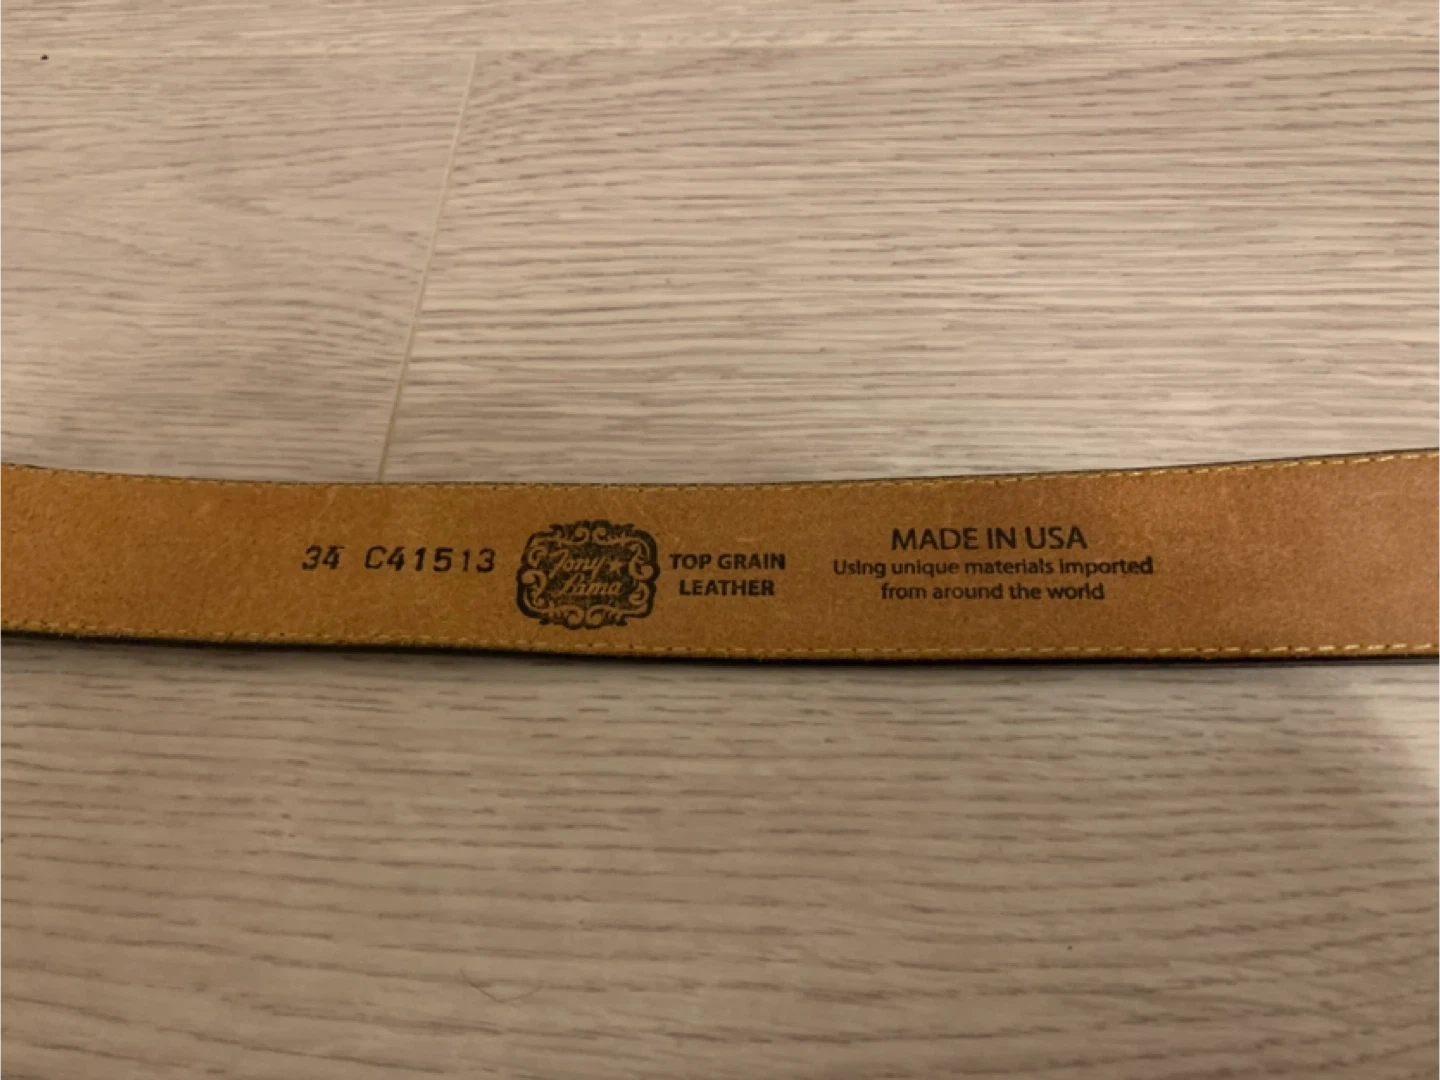 34 C41513
Tony
Lama
TOP GRAIN
LEATHER
MADE IN USA
Using unique materials imported
from around the world